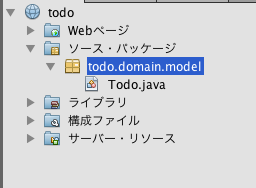 todo
Webページ
ソース・パッケージ
todo.domain.model
Todo.java
ライブラリ
構成ファイル
サーバー・リソース